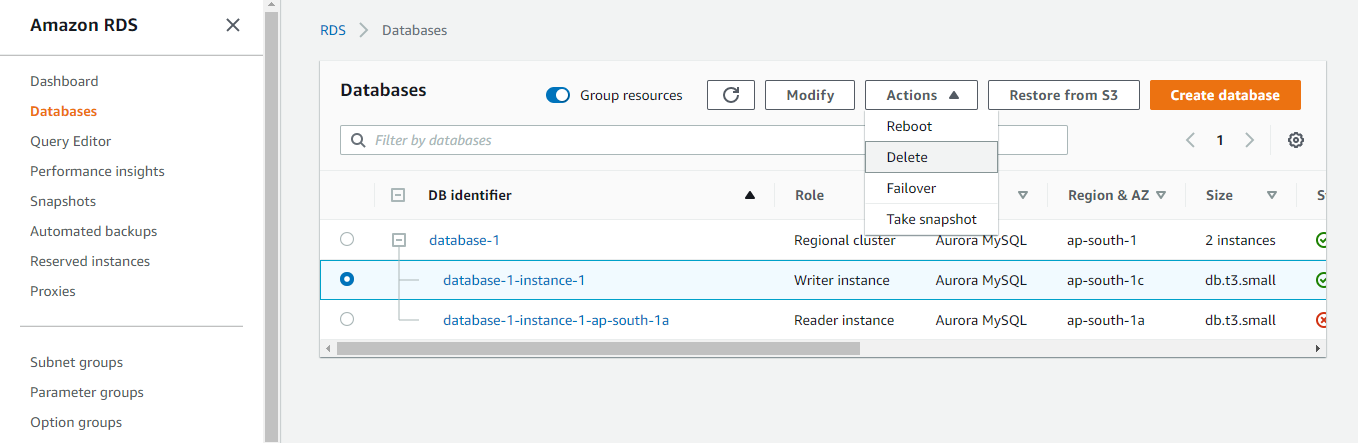 Amazon RDS
Dashboard
Databases
Query Editor
Performance insights
Snapshots
Automated backups
Reserved instances
Proxies
Subnet groups
Parameter groups
Option groups
RDS > Databases
Databases
Group resources
Modify
Actions
Restore from S3
Create database
Reboot
Delete
Failover
Take snapshot
Filter by databases
1
DB identifier Role Region & AZ Size
database-1 Regional cluster Aurora MySQL ap-south-1 2 instances
database-1-instance-1 Writer instance Aurora MySQL ap-south-1c db.t3.small
database-1-instance-1-ap-south-1a Reader instance Aurora MySQL ap-south-1a db.t3.small